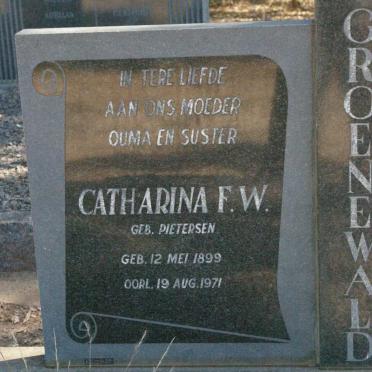 IN TERE LIEFDE
AAN ONS MOEDER
OUMA EN SUSTER
CATHARINA F.W.
GEB. PIETERSEN
GEB. 12 MEI 1899
OORL. 19 AUG. 1971
GROENEWALD